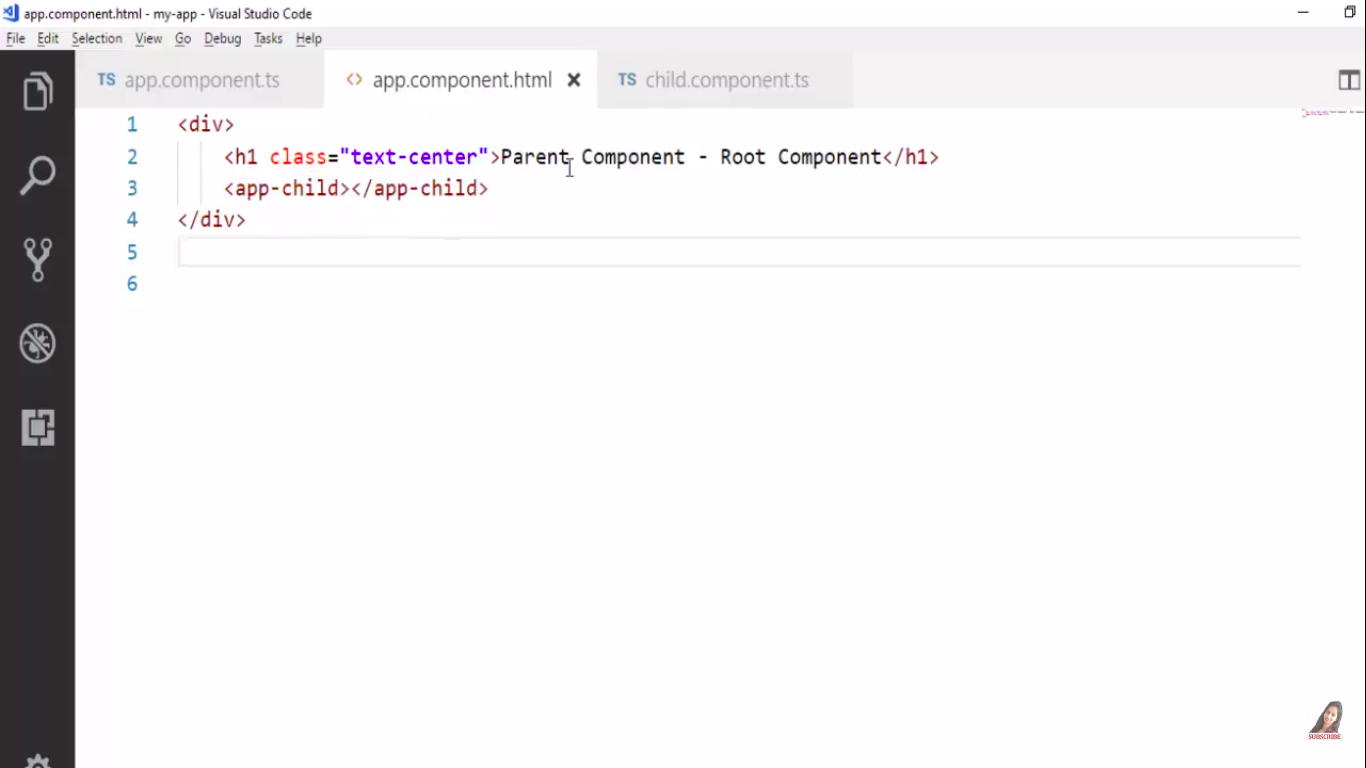 app.component.html - my-app - Visual Studio Code
File Edit Selection View Go Debug Tasks Help
TS app.component.ts <> app.component.html TS child.component.ts
1 <div>
2 <h1 class="text-center">Parent Component - Root Component</h1>
3 <app-child></app-child>
4 </div>
5
6
SUBSCRIBE